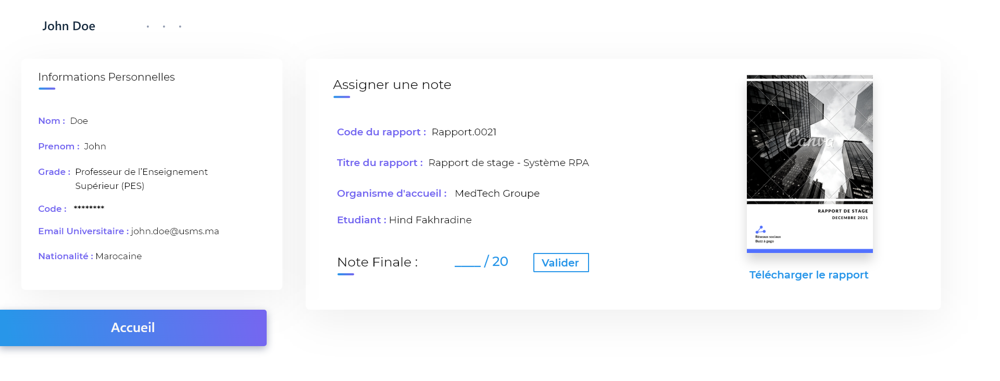 John Doe
Informations Personnelles
Nom : Doe
Prenom : John
Grade : Professeur de l’Enseignement
Supérieur (PES)
Code : ********
Email Universitaire : john.doe@usms.ma
Nationalité : Marocaine
Accueil
Assigner une note
Code du rapport : Rapport.0021
Titre du rapport : Rapport de stage - Système RPA
Organisme d'accueil : MedTech Groupe
Etudiant : Hind Fakhradine
Note Finale : ____ / 20
Valider
Canva
RAPPORT DE STAGE
DECEMBRE 2021
Réseaux sociaux
Buzz à gogo
Télécharger le rapport